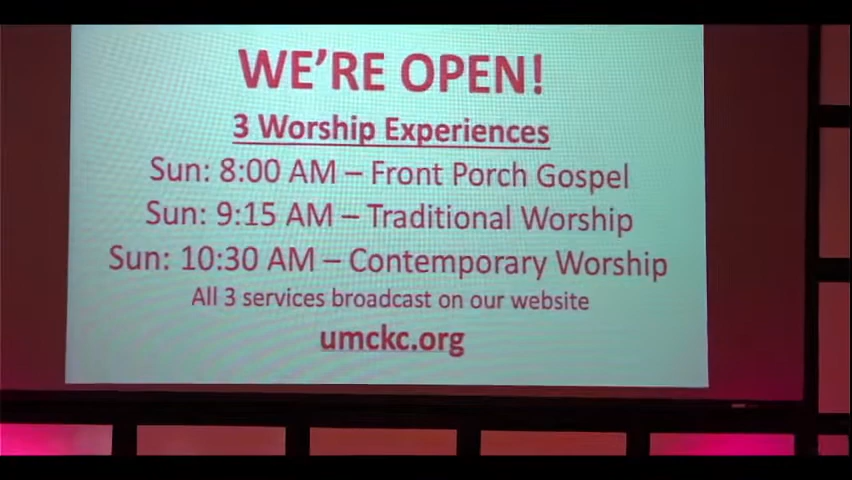 WE'RE OPEN!
3 Worship Experiences
Sun: 8:00 AM – Front Porch Gospel
Sun: 9:15 AM – Traditional Worship
Sun: 10:30 AM – Contemporary Worship
All 3 services broadcast on our website
umckc.org